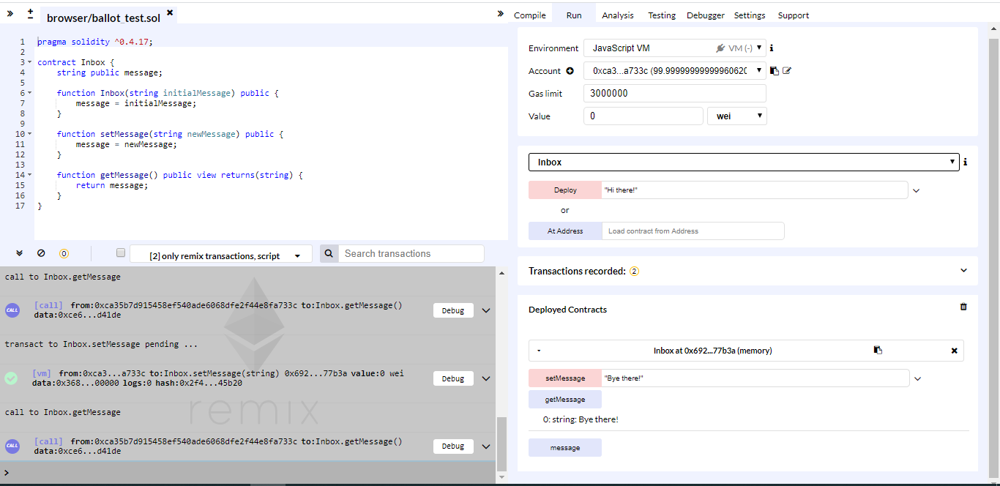 browser/ballot_test.sol
1 pragma solidity ^0.4.17;
2
3 contract Inbox {
4 string public message;
5
6 function Inbox(string initialMessage) public {
7 message = initialMessage;
8 }
9
10 function setMessage(string newMessage) public {
11 message = newMessage;
12 }
13
14 function getMessage() public view returns(string) {
15 return message;
16 }
17 }
0 [2] only remix transactions, script Search transactions
call to Inbox.getMessage
CALL [call] from:0xca35b7d915458ef540ade6068dfe2f44e8fa733c to:Inbox.getMessage()
data:0xce6...d41de Debug
transact to Inbox.setMessage pending ...
[vm] from:0xca3...a733c to:Inbox.setMessage(string) 0x692...77b3a value:0 wei
data:0x368...00000 logs:0 hash:0x2f4...45b20 Debug
remix
call to Inbox.getMessage
CALL [call] from:0xca35b7d915458ef540ade6068dfe2f44e8fa733c to:Inbox.getMessage()
data:0xce6...d41de Debug
>
Compile Run Analysis Testing Debugger Settings Support
Environment JavaScript VM VM (-) i
Account 0xca3...a733c (99.99999999999960620
Gas limit 3000000
Value 0 wei
Inbox i
Deploy "Hi there!"
or
At Address Load contract from Address
Transactions recorded: 2
Deployed Contracts
Inbox at 0x692...77b3a (memory)
setMessage "Bye there!"
getMessage
0: string: Bye there!
message